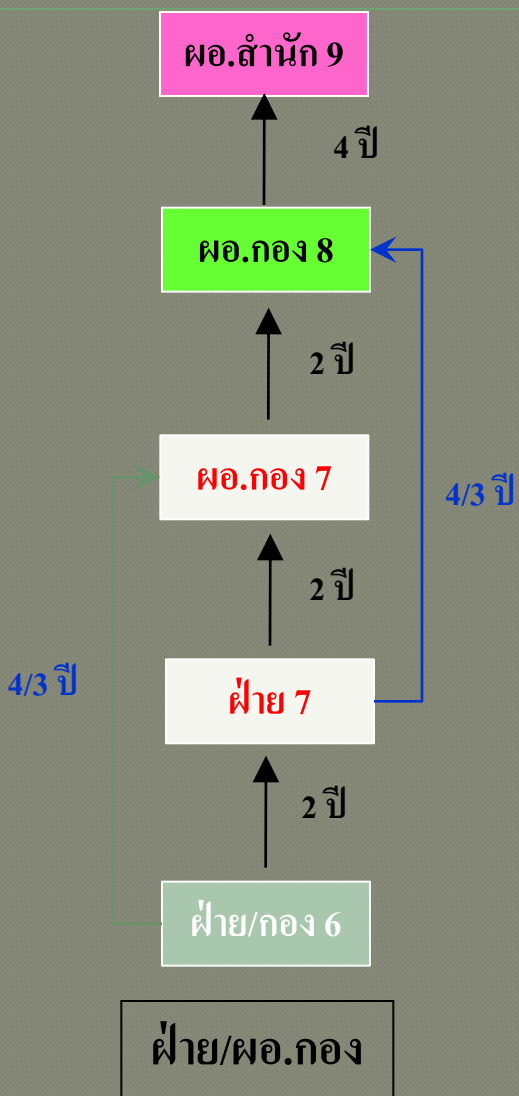 ผอ.สำนัก 9
4 ปี
ผอ.กอง 8
2 ปี
ผอ.กอง 7
4/3 ปี
2 ปี
4/3 ปี
ฝ่าย 7
2 ปี
ฝ่าย/กอง 6
ฝ่าย/ผอ.กอง